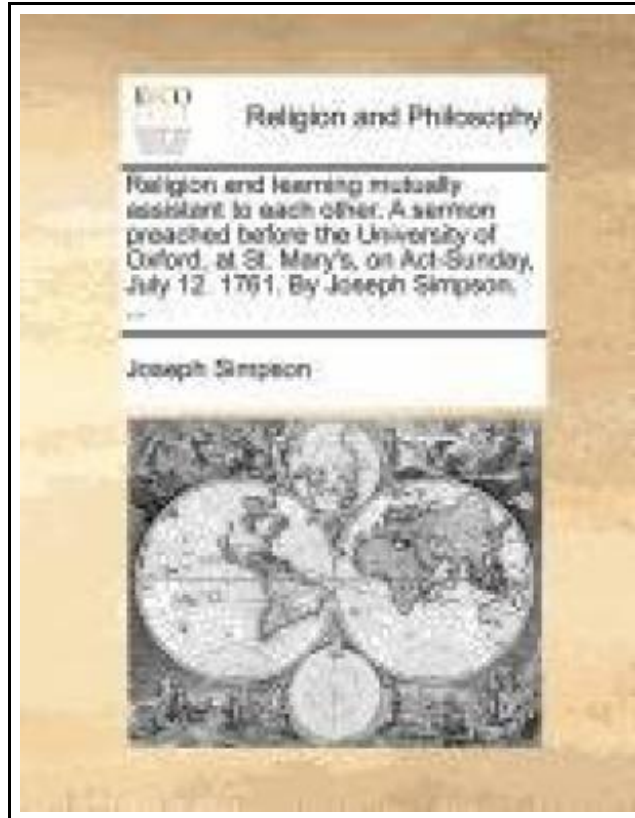 ECCO
Religion and Philosophy
Religion and learning mutually
assistant to each other. A sermon
preached before the University of
Oxford, at St. Mary's, on Act-Sunday,
July 12. 1761. By Joseph Simpson.
...
Joseph Simpson